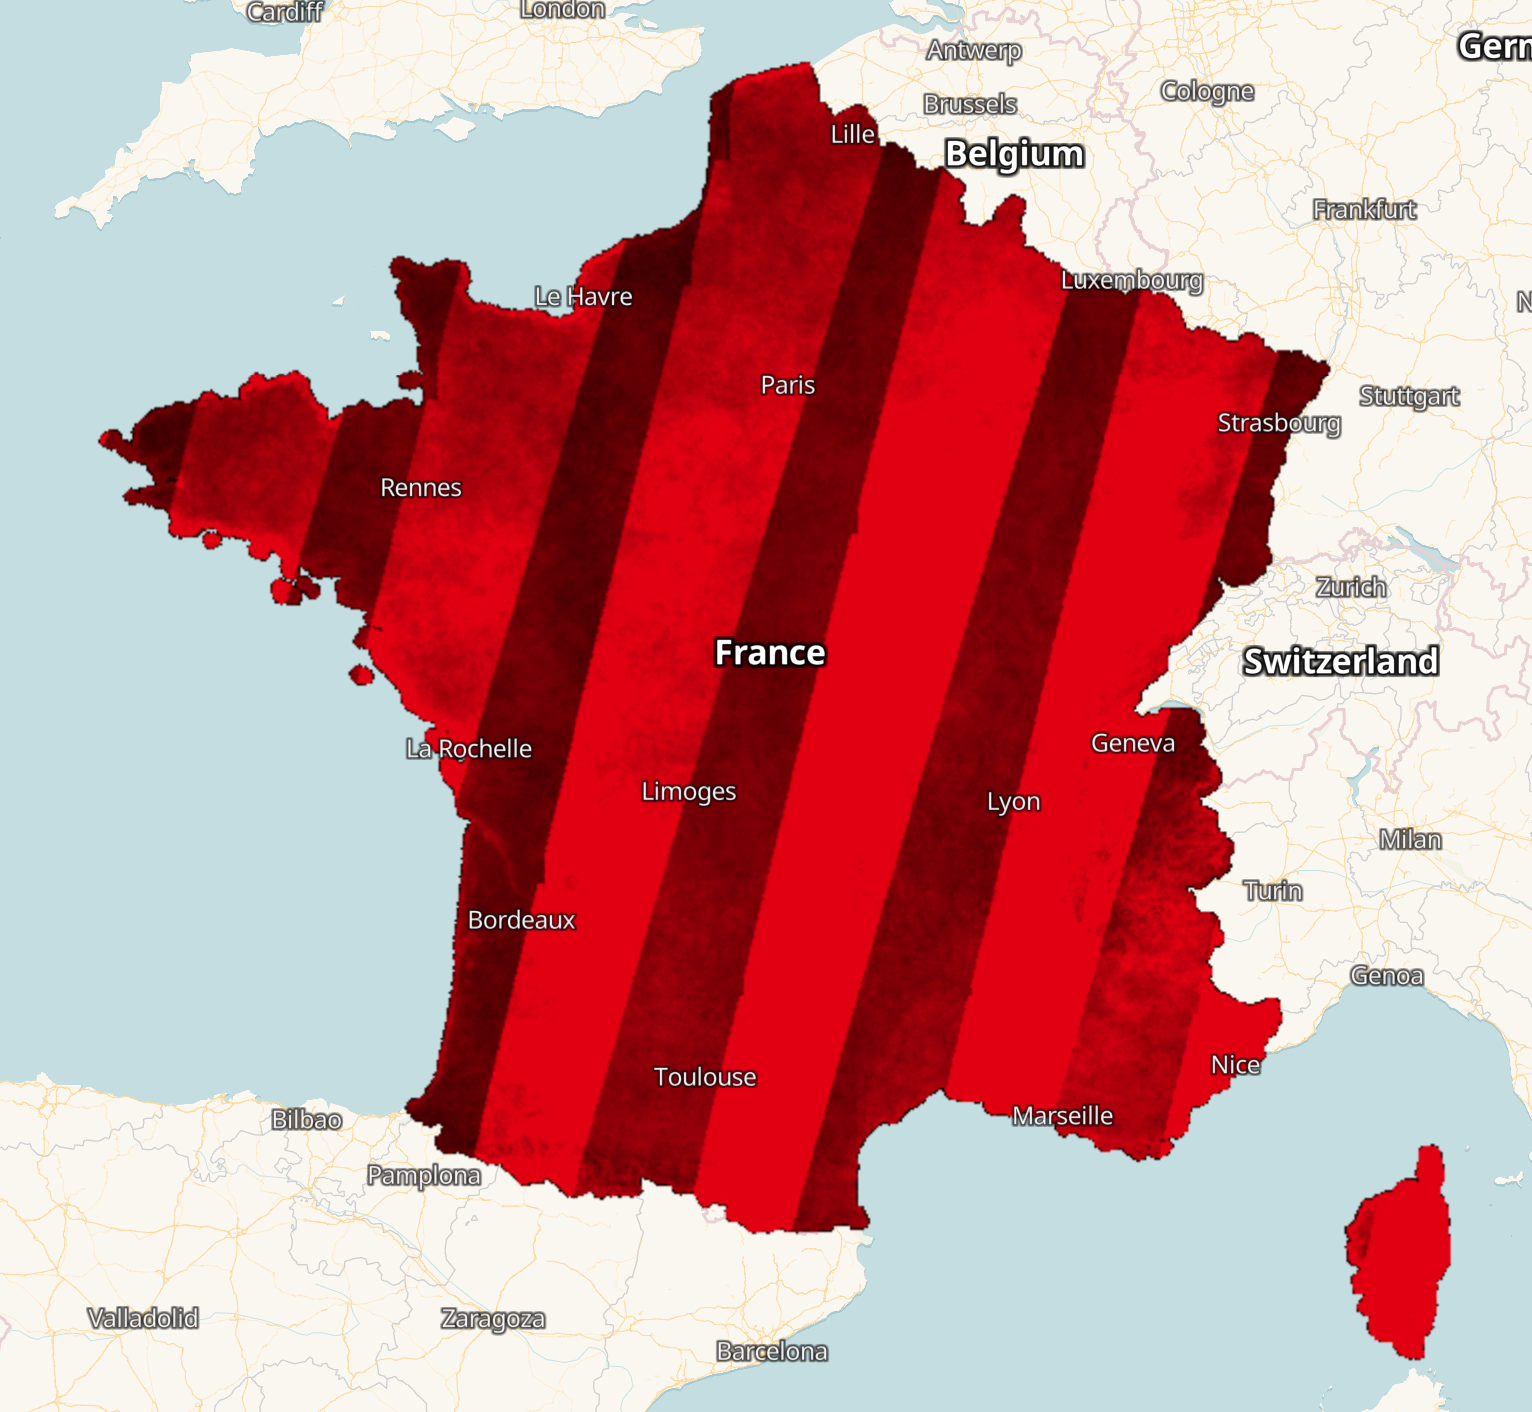 Cardiff
London
Gern
Antwerp
Cologne
Brussels
Lille
Belgium
Frankfurt
Luxembourg
Le Havre
N
Paris
Stuttgart
Strasbourg
Rennes
Zurich
France
Switzerland
Geneva
La Rochelle
Limoges
Lyon
Milan
Turin
Bordeaux
Genoa
Nice
Toulouse
Marseille
Bilbao
Pamplona
Valladolid
Zaragoza
Barcelona